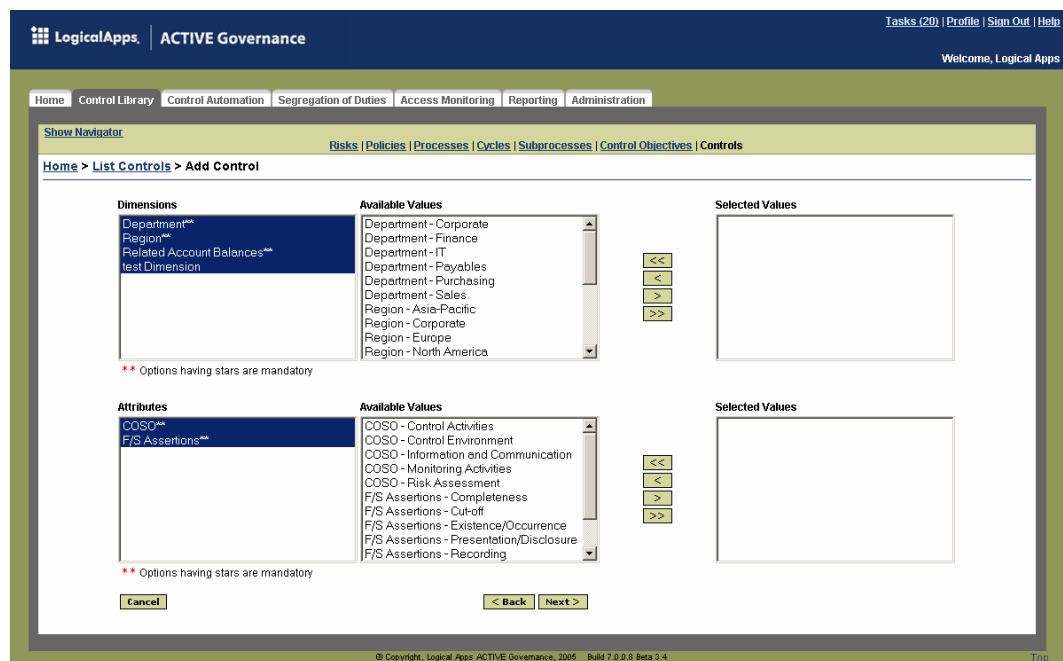 Tasks (20) | Profile | Sign Out | Help
LogicalApps. | ACTIVE Governance
Welcome, Logical Apps
Home Control Library Control Automation Segregation of Duties Access Monitoring Reporting Administration
Show Navigator
Risks | Policies | Processes | Cycles | Subprocesses | Control Objectives | Controls
Home > List Controls > Add Control
Dimensions
Department**
Region**
Related Account Balances**
test Dimension
** Options having stars are mandatory
Available Values
Department - Corporate
Department - Finance
Department - IT
Department - Payables
Department - Purchasing
Department - Sales
Region - Asia-Pacific
Region - Corporate
Region - Europe
Region - North America
<<
<
>
>>
Selected Values
Attributes
COSO**
F/S Assertions**
** Options having stars are mandatory
Available Values
COSO - Control Activities
COSO - Control Environment
COSO - Information and Communication
COSO - Monitoring Activities
COSO - Risk Assessment
F/S Assertions - Completeness
F/S Assertions - Cut-off
F/S Assertions - Existence/Occurrence
F/S Assertions - Presentation/Disclosure
F/S Assertions - Recording
<<
<
>
>>
Selected Values
Cancel
< Back Next >
© Copyright, Logical Apps ACTIVE Governance, 2005 Build 7.0.0.8 Beta 3.4
Top